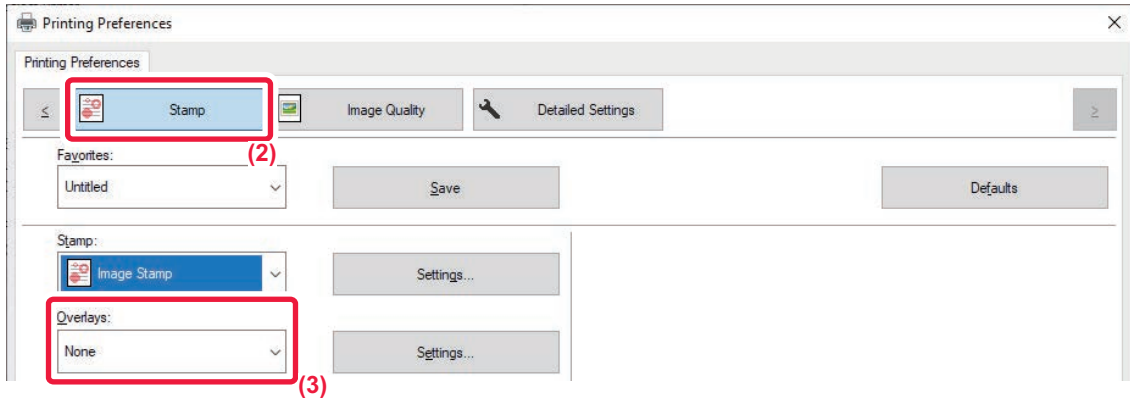 Printing Preferences
Printing Preferences
< Stamp Image Quality Detailed Settings >
(2)
Favorites:
Untitled Save Defaults
Stamp:
Image Stamp Settings...
Overlays:
None Settings...
(3)